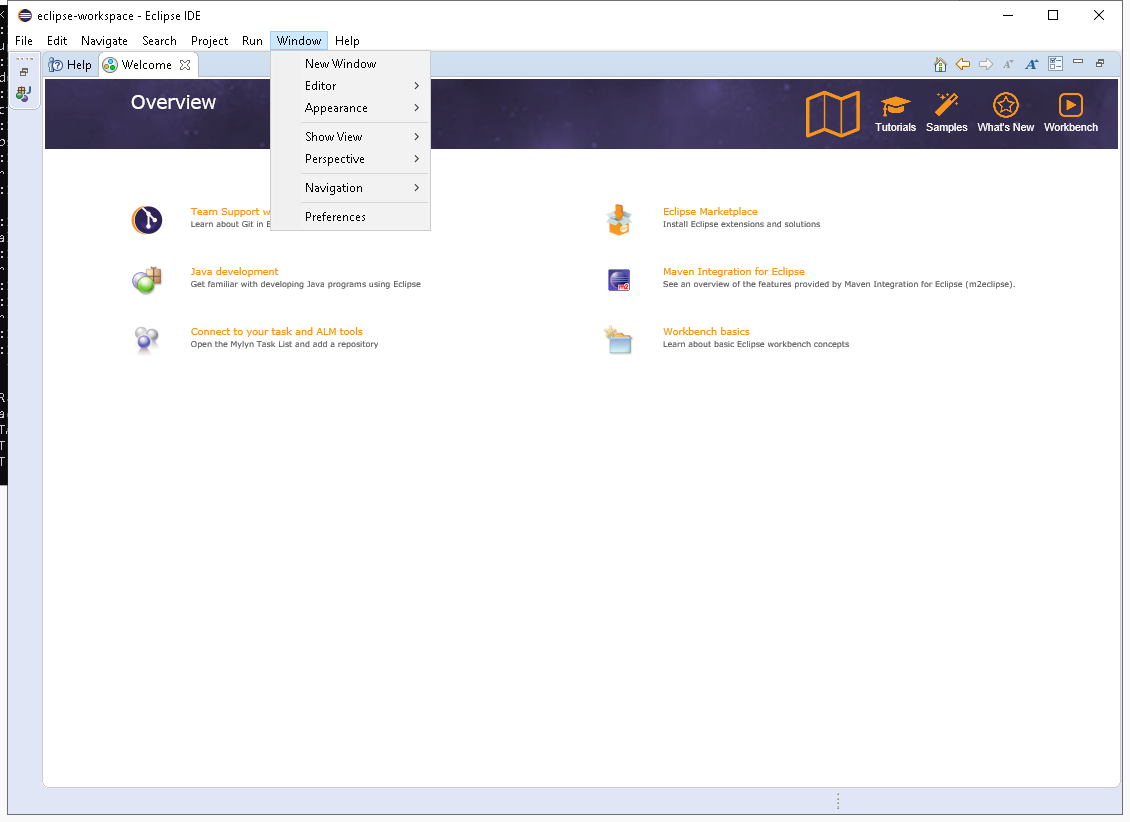 eclipse-workspace - Eclipse IDE
File Edit Navigate Search Project Run Window Help
Help Welcome
New Window
Editor
Appearance
Show View
Perspective
Navigation
Preferences
Overview
Tutorials Samples What's New Workbench
Team Support w
Learn about Git in E
Eclipse Marketplace
Install Eclipse extensions and solutions
Java development
Get familiar with developing Java programs using Eclipse
Maven Integration for Eclipse
See an overview of the features provided by Maven Integration for Eclipse (m2eclipse).
Connect to your task and ALM tools
Open the Mylyn Task List and add a repository
Workbench basics
Learn about basic Eclipse workbench concepts